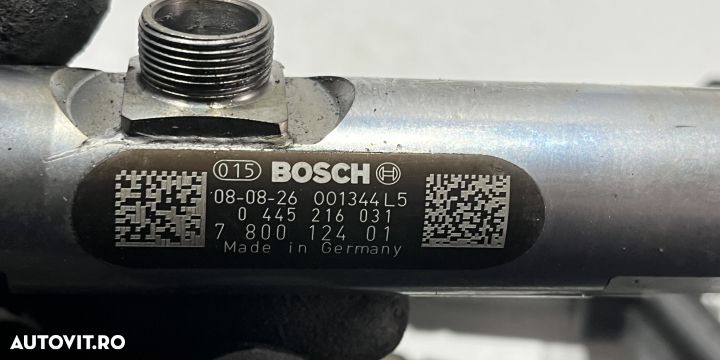 015 BOSCH
08-08-26 001344L5
0 445 216 031
7 800 124 01
Made in Germany
AUTOVIT.RO